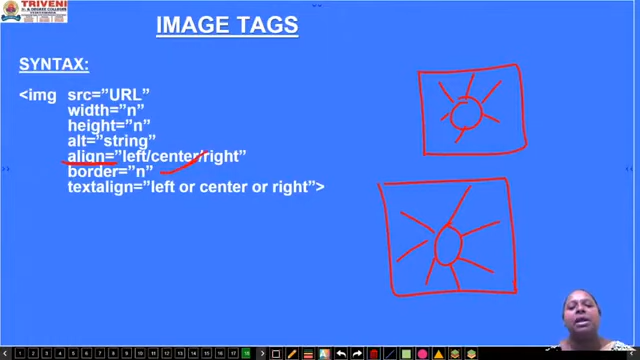 TRIVENI
IMAGE TAGS
SYNTAX:
<img src="URL"
width="n"
height="n"
alt="string"
align="left/center/right"
border="n"
textalign="left or center or right">